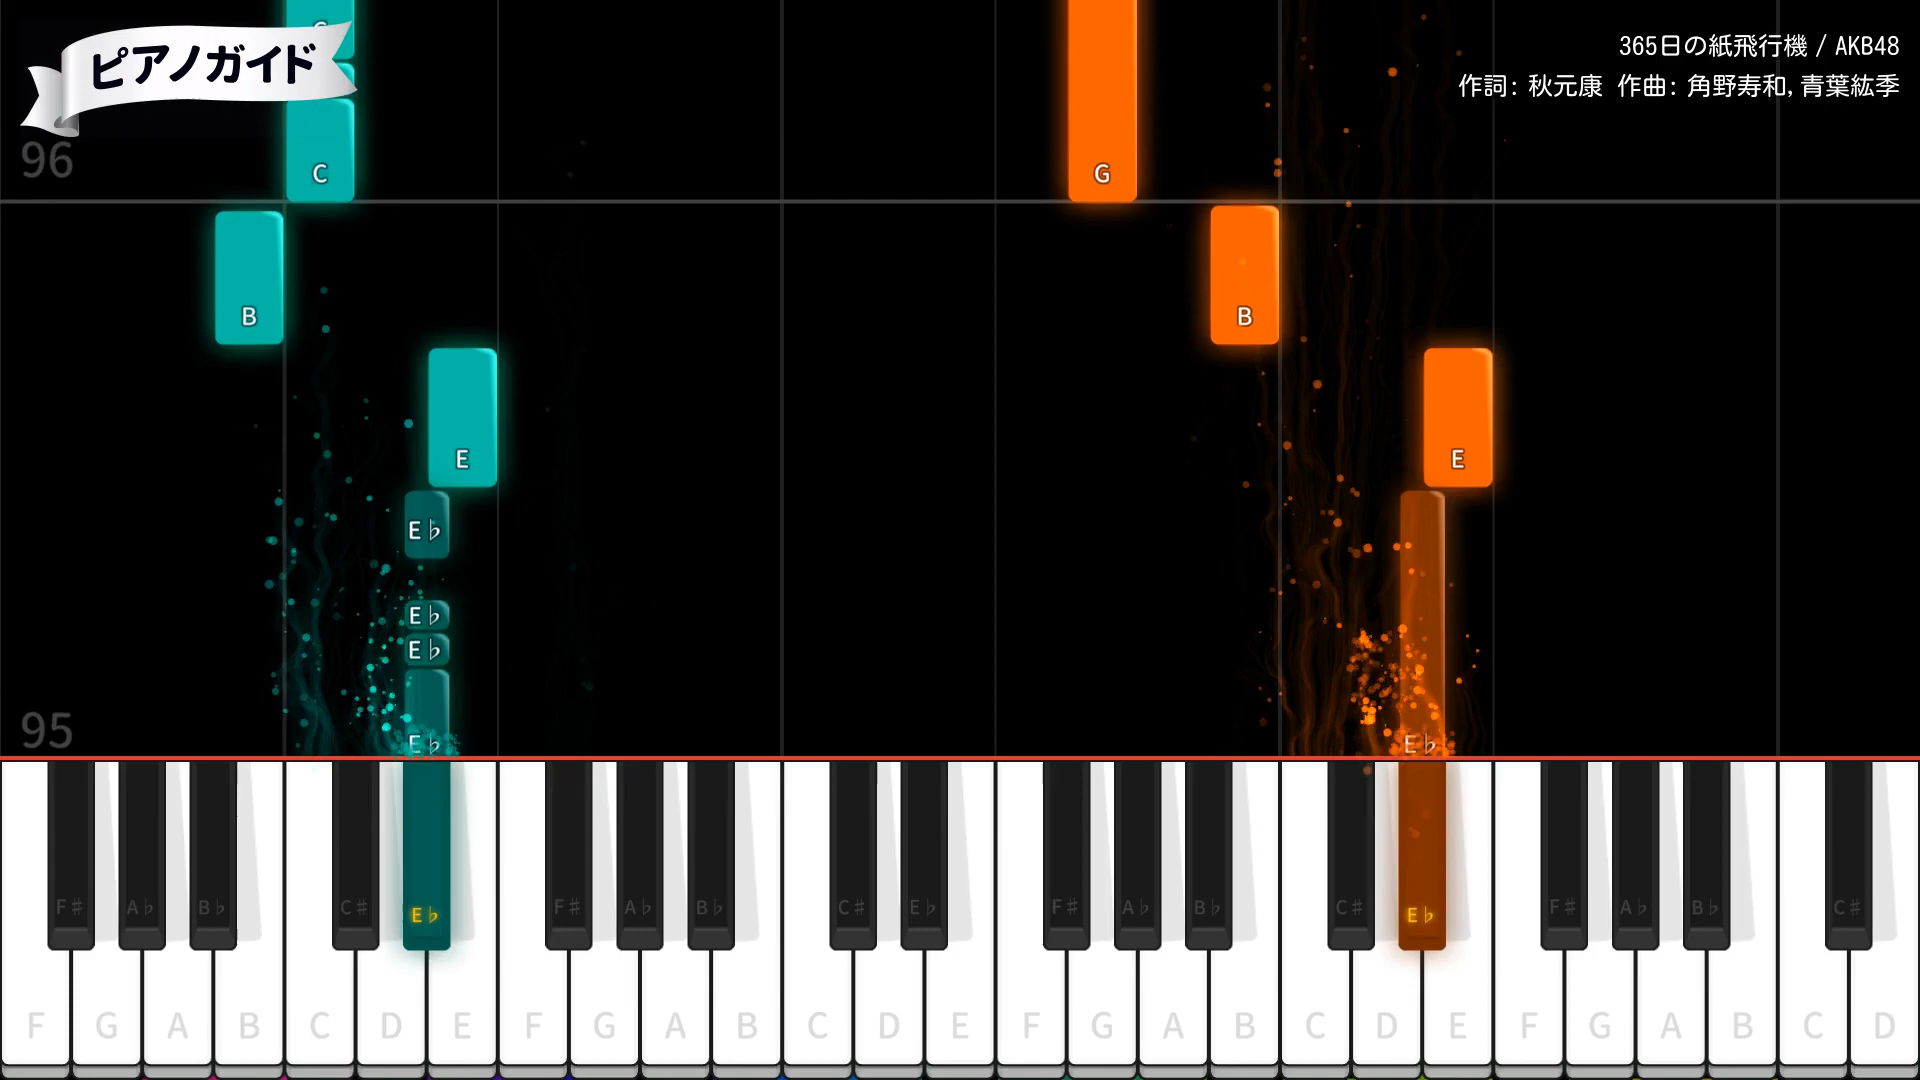 ピアノガイド
365日の紙飛行機 / AKB48
作詞: 秋元康 作曲: 角野寿和, 青葉紘季
96
C
G
B
B
E
E
E♭
E♭
E♭
95
E♭
E♭
F# A♭ B♭ C# E♭ F# A♭ B♭ C# E♭ F# A♭ B♭ C# E♭ F# A♭ B♭ C#
F G A B C D E F G A B C D E F G A B C D E F G A B C D